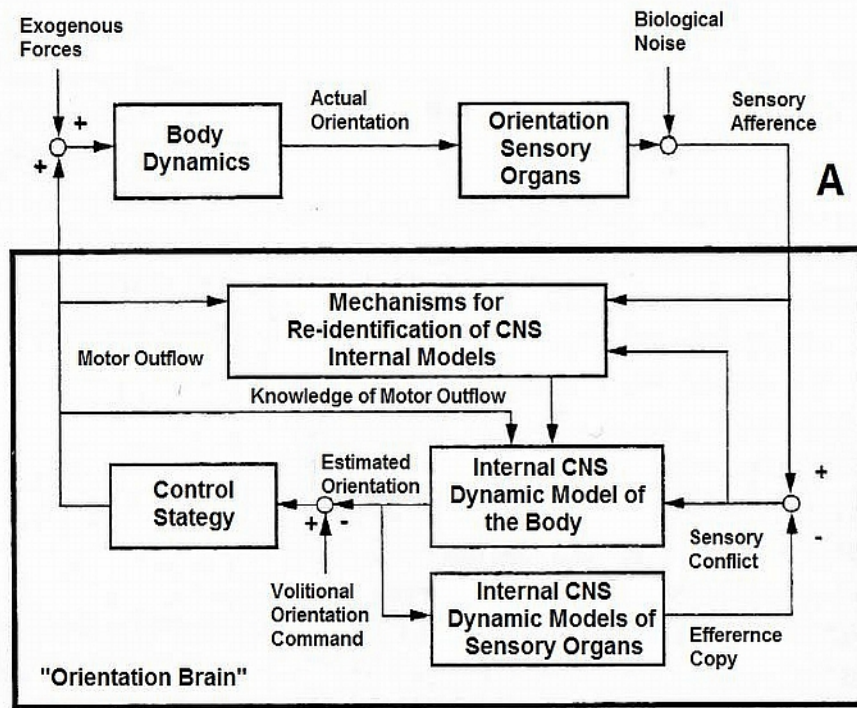 Exogenous
Forces
Biological
Noise
+
+
Body
Dynamics
Actual
Orientation
Orientation
Sensory
Organs
Sensory
Afference
A
Mechanisms for
Re-identification of CNS
Internal Models
Motor Outflow
Knowledge of Motor Outflow
Control
Stategy
Estimated
Orientation
+
-
Volitional
Orientation
Command
Internal CNS
Dynamic Model of
the Body
Internal CNS
Dynamic Models of
Sensory Organs
Sensory
Conflict
+
-
Efferernce
Copy
"Orientation Brain"